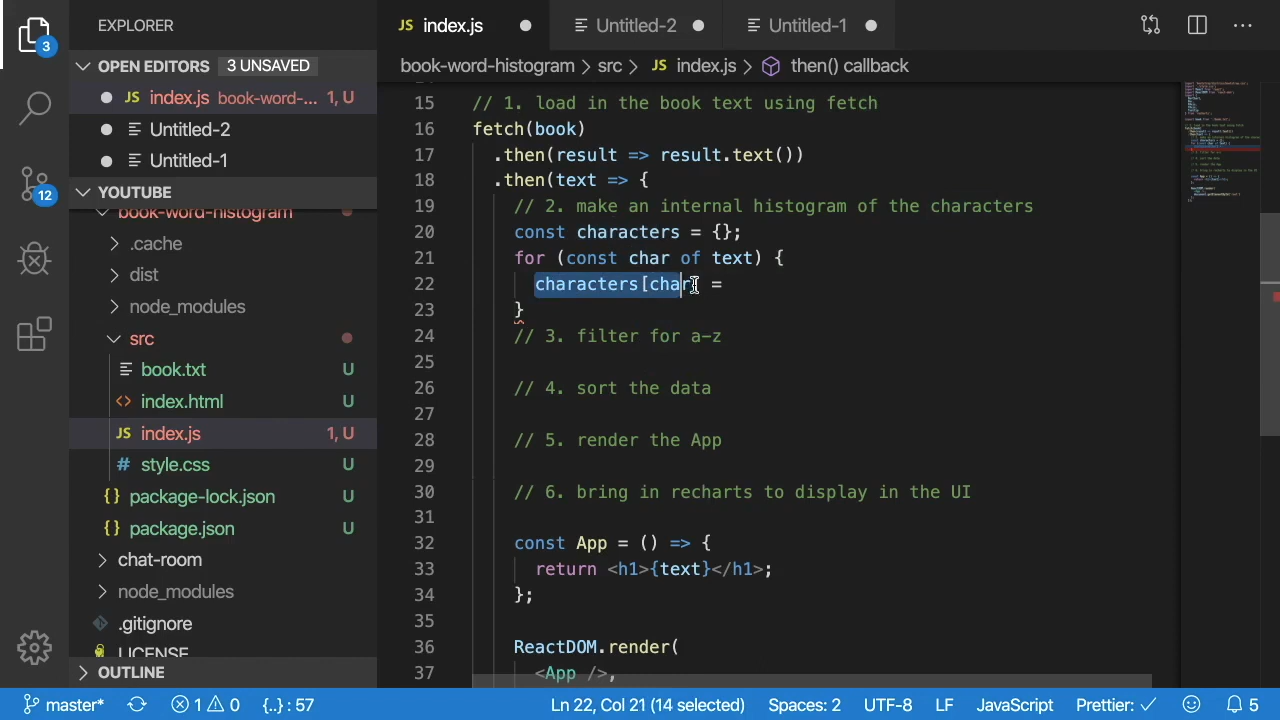 EXPLORER
OPEN EDITORS 3 UNSAVED
JS index.js book-word-... 1, U
Untitled-2
Untitled-1
YOUTUBE
book-word-histogram
.cache
dist
node_modules
src
book.txt U
<> index.html U
JS index.js 1, U
# style.css U
{} package-lock.json U
{} package.json U
chat-room
node_modules
.gitignore
LICENSE
OUTLINE
3
12
JS index.js
Untitled-2
Untitled-1
book-word-histogram > src > JS index.js > then() callback
15 // 1. load in the book text using fetch
16 fetch(book)
17 .then(result => result.text())
18 .then(text => {
19 // 2. make an internal histogram of the characters
20 const characters = {};
21 for (const char of text) {
22 characters[char] =
23 }
24 // 3. filter for a-z
25
26 // 4. sort the data
27
28 // 5. render the App
29
30 // 6. bring in recharts to display in the UI
31
32 const App = () => {
33 return <h1>{text}</h1>;
34 };
35
36 ReactDOM.render(
37 <App />,
master* 1 0 {..} : 57 Ln 22, Col 21 (14 selected) Spaces: 2 UTF-8 LF JavaScript Prettier: ✓ 5